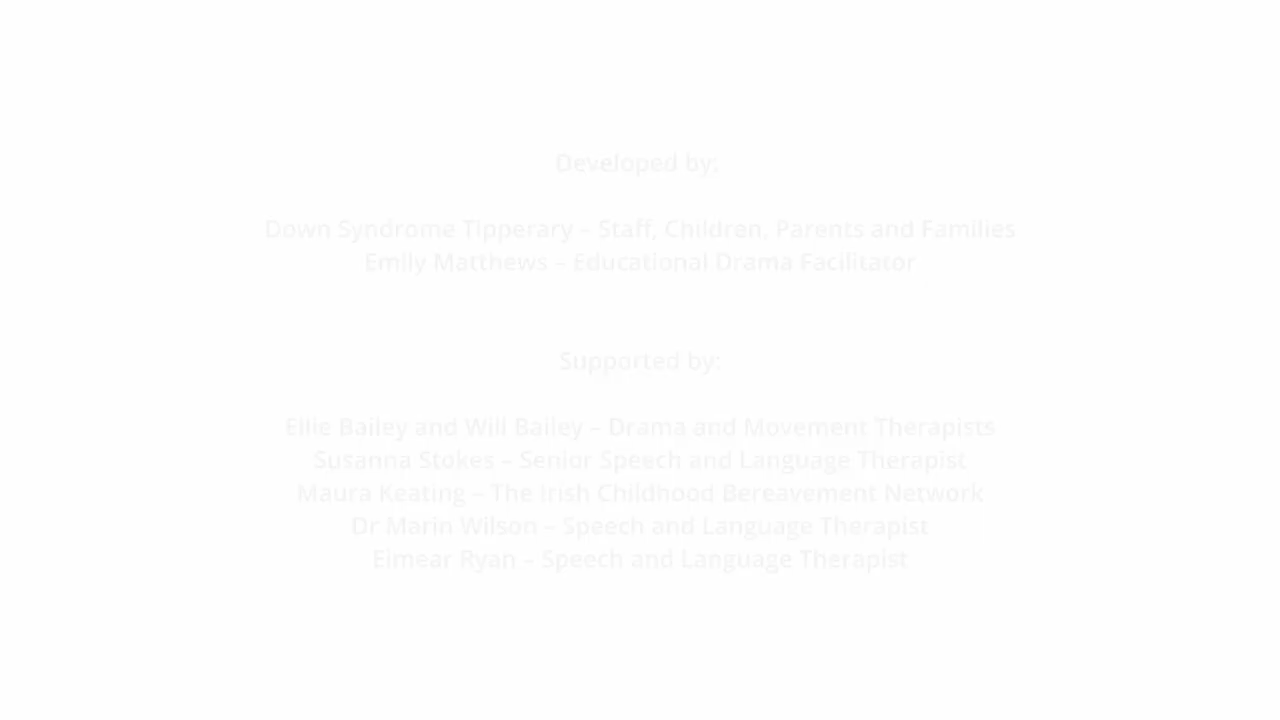 Developed by:
Down Syndrome Tipperary – Staff, Children, Parents and Families
Emily Matthews – Educational Drama Facilitator
Supported by:
Ellie Bailey and Will Bailey – Drama and Movement Therapists
Susanna Stokes – Senior Speech and Language Therapist
Maura Keating – The Irish Childhood Bereavement Network
Dr Marin Wilson – Speech and Language Therapist
Eimear Ryan – Speech and Language Therapist